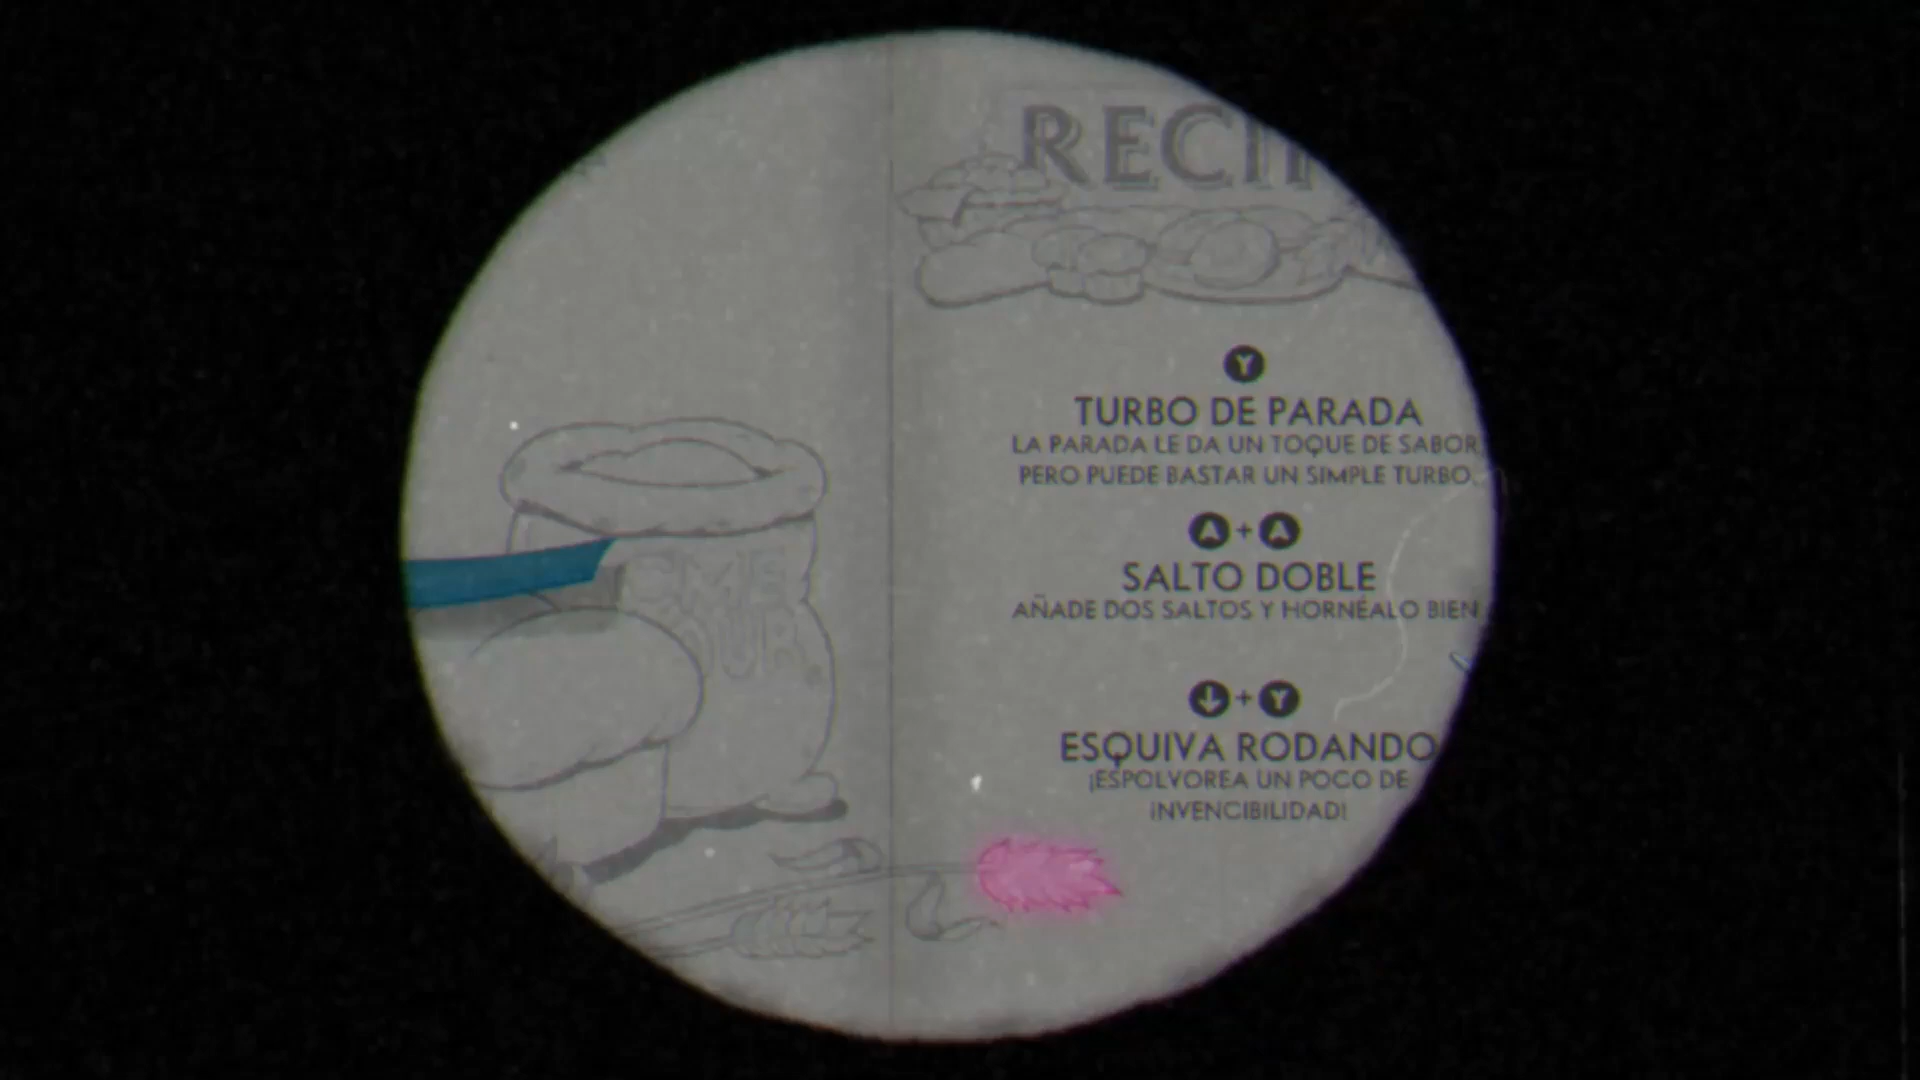 Y
TURBO DE PARADA
LA PARADA LE DA UN TOQUE DE SABOR,
PERO PUEDE BASTAR UN SIMPLE TURBO.
A + A
SALTO DOBLE
AÑADE DOS SALTOS Y HORNÉALO BIEN
↓ + Y
ESQUIVA RODANDO
¡ESPOLVOREA UN POCO DE
INVENCIBILIDAD!